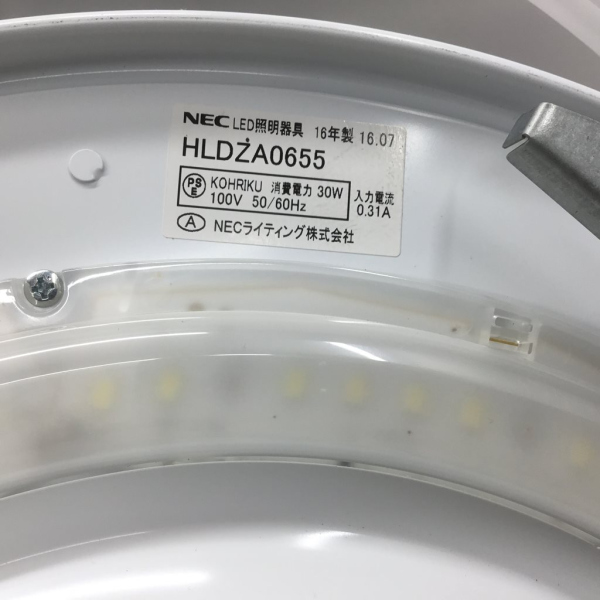 NEC LED照明器具 16年製 16.07
HLDZA0655
PSE KOHRIKU 消費電力 30W 入力電流
100V 50/60Hz 0.31A
A NECライティング株式会社